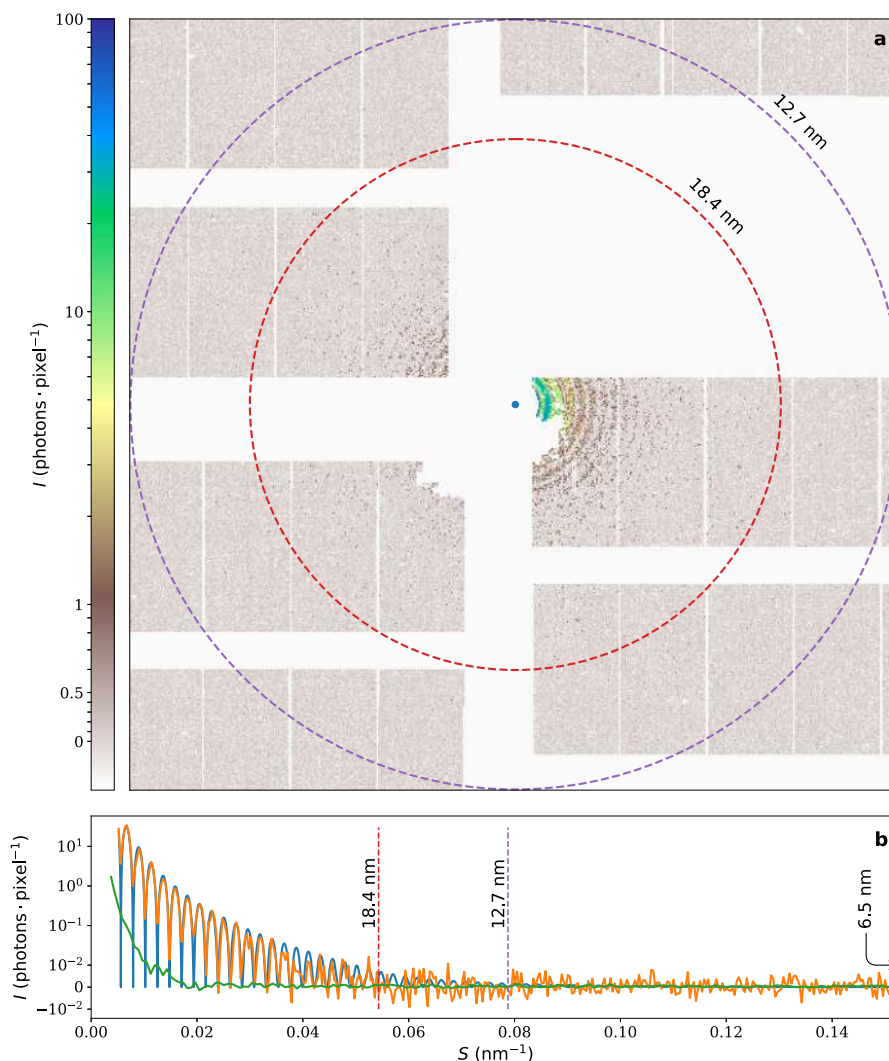 a
100
10
1
0.5
0
I (photons · pixel⁻¹)
12.7 nm
18.4 nm
b
10¹
10⁰
10⁻¹
10⁻²
0
−10⁻²
I (photons · pixel⁻¹)
18.4 nm
12.7 nm
6.5 nm
0.00 0.02 0.04 0.06 0.08 0.10 0.12 0.14
S (nm⁻¹)